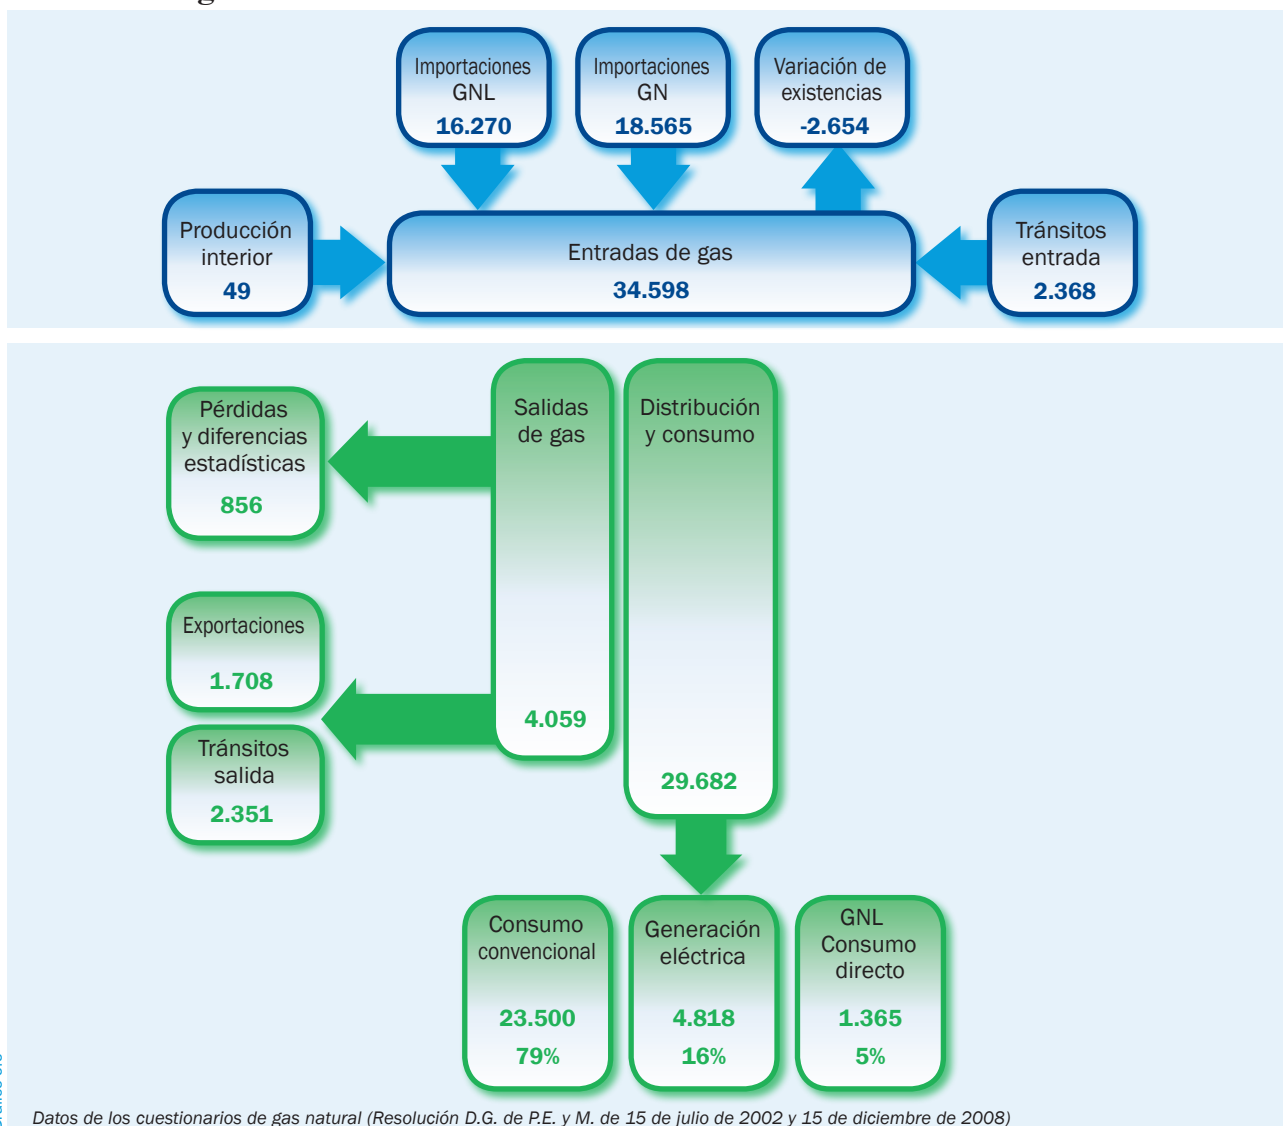 Importaciones
GNL
16.270
Importaciones
GN
18.565
Variación de
existencias
-2.654
Producción
interior
49
Entradas de gas
34.598
Tránsitos
entrada
2.368
Pérdidas
y diferencias
estadísticas
856
Salidas
de gas
4.059
Distribución
y consumo
29.682
Exportaciones
1.708
Tránsitos
salida
2.351
Consumo
convencional
23.500
79%
Generación
eléctrica
4.818
16%
GNL
Consumo
directo
1.365
5%
Datos de los cuestionarios de gas natural (Resolución D.G. de P.E. y M. de 15 de julio de 2002 y 15 de diciembre de 2008)